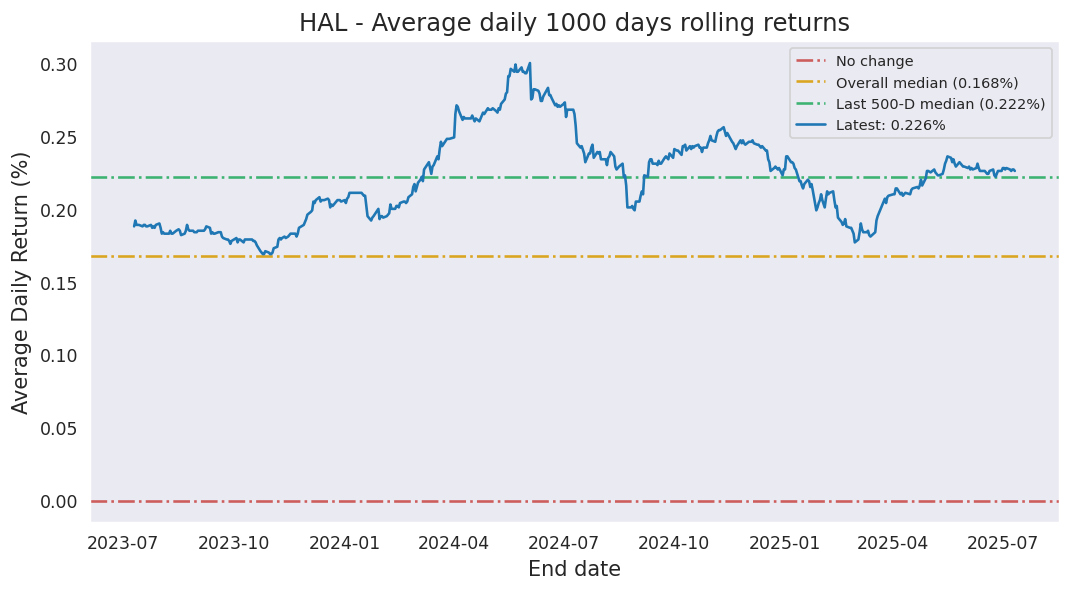 HAL - Average daily 1000 days rolling returns
No change
Overall median (0.168%)
Last 500-D median (0.222%)
Latest: 0.226%
Average Daily Return (%)
0.30
0.25
0.20
0.15
0.10
0.05
0.00
2023-07 2023-10 2024-01 2024-04 2024-07 2024-10 2025-01 2025-04 2025-07
End date